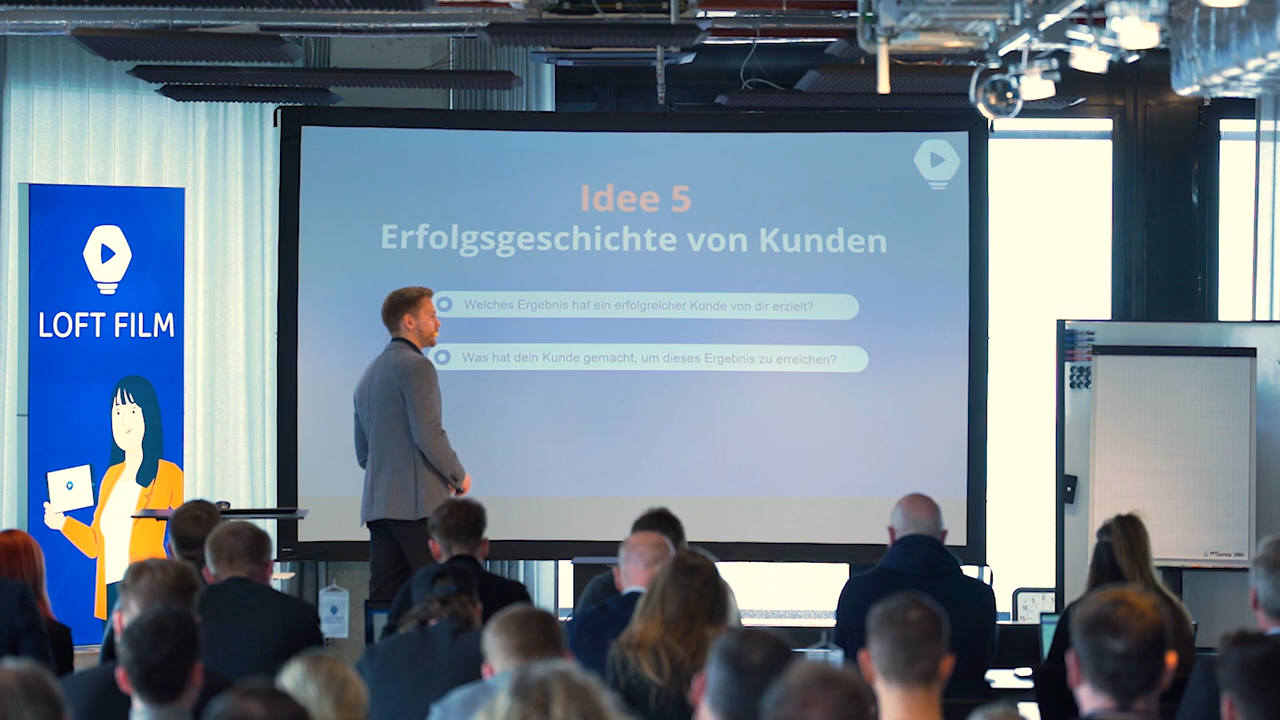 Idee 5
Erfolgsgeschichte von Kunden
Welches Ergebnis hat ein erfolgreicher Kunde von dir erzielt?
Was hat dein Kunde gemacht, um dieses Ergebnis zu erreichen?
LOFT FILM